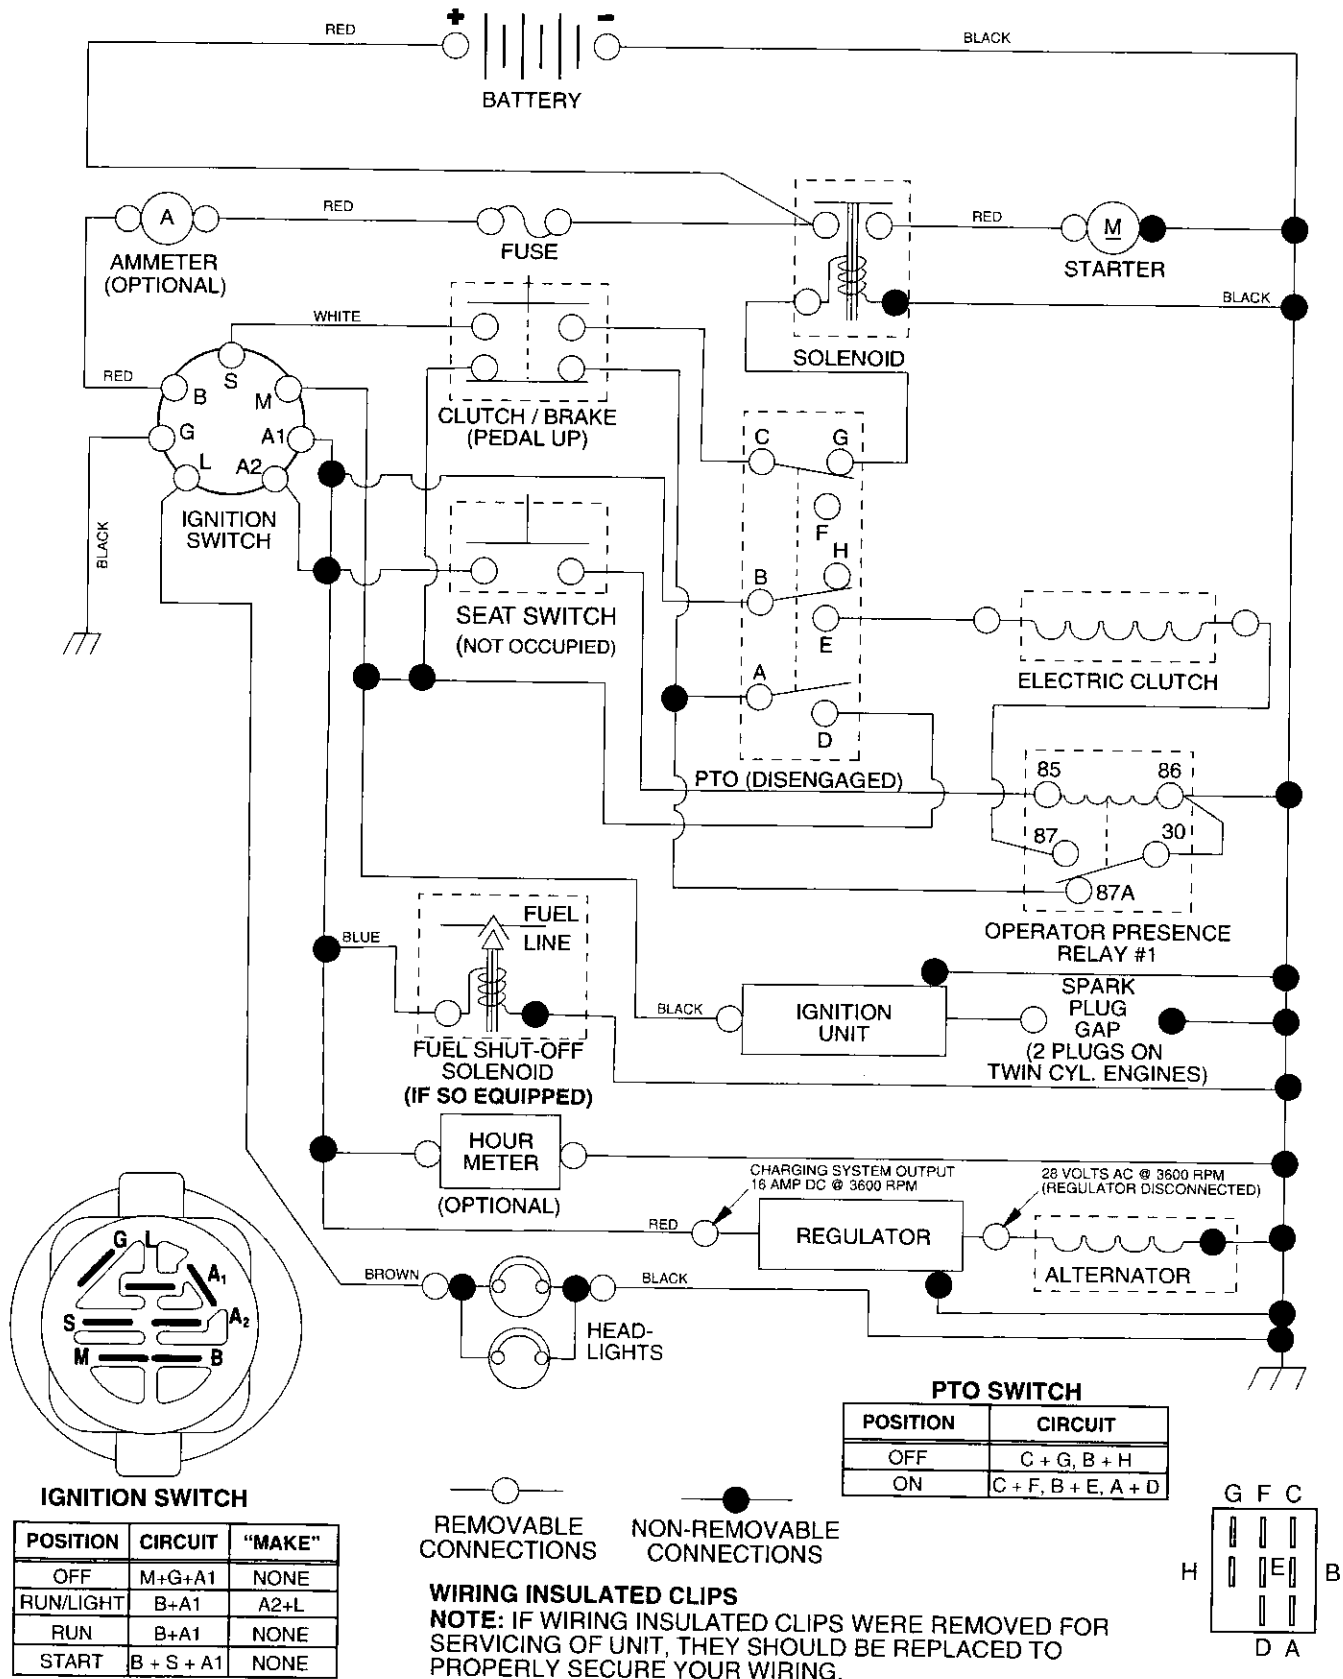 + -
RED
BLACK
BATTERY
A
RED
RED
M
AMMETER
(OPTIONAL)
FUSE
STARTER
WHITE
BLACK
SOLENOID
RED
S
B
M
G
A1
L
A2
CLUTCH / BRAKE
(PEDAL UP)
C
G
IGNITION
SWITCH
BLACK
F
H
B
SEAT SWITCH
(NOT OCCUPIED)
E
A
ELECTRIC CLUTCH
D
PTO (DISENGAGED)
85
86
87
30
87A
FUEL
LINE
BLUE
OPERATOR PRESENCE
RELAY #1
BLACK
IGNITION
UNIT
SPARK
PLUG
GAP
(2 PLUGS ON
TWIN CYL. ENGINES)
FUEL SHUT-OFF
SOLENOID
(IF SO EQUIPPED)
HOUR
METER
(OPTIONAL)
CHARGING SYSTEM OUTPUT
16 AMP DC @ 3600 RPM
28 VOLTS AC @ 3600 RPM
(REGULATOR DISCONNECTED)
RED
REGULATOR
ALTERNATOR
BROWN
BLACK
HEAD-
LIGHTS
G L
A1
S
A2
M
B
IGNITION SWITCH
POSITION CIRCUIT "MAKE"
OFF M+G+A1 NONE
RUN/LIGHT B+A1 A2+L
RUN B+A1 NONE
START B + S + A1 NONE
PTO SWITCH
POSITION CIRCUIT
OFF C + G, B + H
ON C + F, B + E, A + D
REMOVABLE
CONNECTIONS
NON-REMOVABLE
CONNECTIONS
G F C
H E B
D A
WIRING INSULATED CLIPS
NOTE: IF WIRING INSULATED CLIPS WERE REMOVED FOR
SERVICING OF UNIT, THEY SHOULD BE REPLACED TO
PROPERLY SECURE YOUR WIRING.